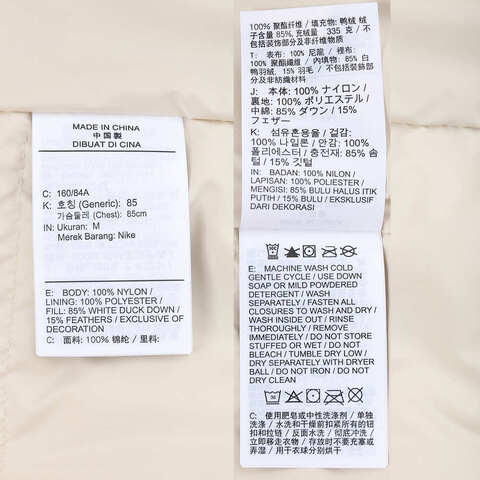 MADE IN CHINA
中国製
DIBUAT DI CINA
C: 160/84A
K: 호칭 (Generic): 85
가슴둘레 (Chest): 85cm
IN: Ukuran: M
Merek Barang: Nike
E: BODY: 100% NYLON /
LINING: 100% POLYESTER /
FILL: 85% WHITE DUCK DOWN /
15% FEATHERS / EXCLUSIVE OF
DECORATION
C: 面料: 100% 锦纶 / 里料:
100% 聚酯纤维 / 填充物: 鸭绒 绒
子含量 85%, 充绒量 335 克 / 不
包括装饰部分及非纤维物质
T: 表布: 100% 尼龍 / 裡布:
100% 聚酯纖維 / 內填物: 85% 白
鴨羽絨, 15% 羽毛 / 不包括裝飾部
分及非紡織材料
J: 本体: 100% ナイロン /
裏地: 100% ポリエステル /
中綿: 85% ダウン / 15%
フェザー
K: 섬유혼용율 / 겉감:
100% 나일론 / 안감: 100%
폴리에스터 / 충전재: 85% 솜
털 / 15% 깃털
IN: BADAN: 100% NILON /
LAPISAN: 100% POLIESTER /
MENGISI: 85% BULU HALUS ITIK
PUTIH / 15% BULU / EKSKLUSIF
DARI DEKORASI
E: MACHINE WASH COLD
GENTLE CYCLE / USE DOWN
SOAP OR MILD POWDERED
DETERGENT / WASH
SEPARATELY / FASTEN ALL
CLOSURES TO WASH AND DRY /
WASH INSIDE OUT / RINSE
THOROUGHLY / REMOVE
IMMEDIATELY / DO NOT STORE
STUFFED OR WET / DO NOT
BLEACH / TUMBLE DRY LOW /
DRY SEPARATELY WITH DRYER
BALL / DO NOT IRON / DO NOT
DRY CLEAN
C: 使用肥皂或中性洗涤剂 / 单独
洗涤 / 水洗和干燥前扣紧所有的钮
扣和拉链 / 反面水洗 / 彻底冲洗 /
立即移走衣物 / 存放时不要充塞或
弄湿 / 用干衣球分别烘干